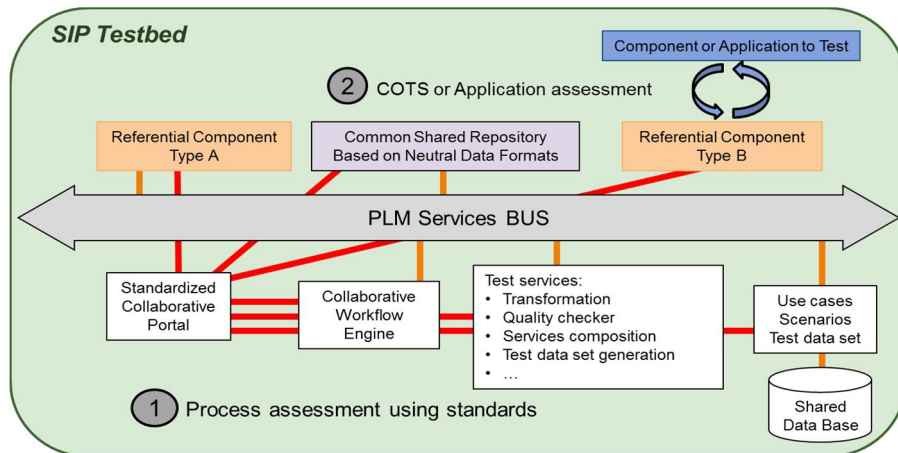 SIP Testbed
Component or Application to Test
2 COTS or Application assessment
Referential Component
Type A
Common Shared Repository
Based on Neutral Data Formats
Referential Component
Type B
PLM Services BUS
Standardized
Collaborative
Portal
Collaborative
Workflow
Engine
Test services:
• Transformation
• Quality checker
• Services composition
• Test data set generation
• …
Use cases
Scenarios
Test data set
1 Process assessment using standards
Shared
Data Base